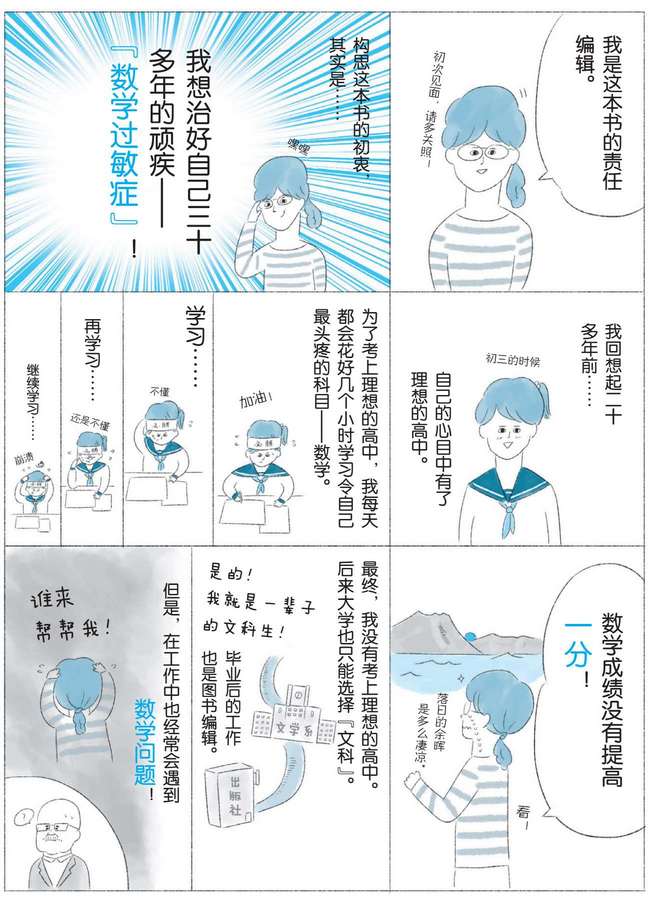 我是这本书的责任
编辑。
初次见面，请多关照！
构思这本书的初衷，
其实是……
嘿嘿
我想治好自己三十
多年的顽疾——
『数学过敏症』！
我回想起二十
多年前……
初三的时候
自己的心目中有了
理想的高中。
为了考上理想的高中，我每天
都会花好几个小时学习令自己
最头疼的科目——数学。
加油！
学习……
不懂
再学习……
还是不懂
继续学习……
崩溃
数学成绩没有提高
一分！
落日的余晖
是多么凄凉。
看！
最终，我没有考上理想的高中。
后来大学也只能选择『文科』。
是的！
我就是一辈子
的文科生！
文学系
毕业后的工作
也是图书编辑。
出版社
但是，在工作中也经常会遇到
数学问题！
谁来
帮帮我！
？